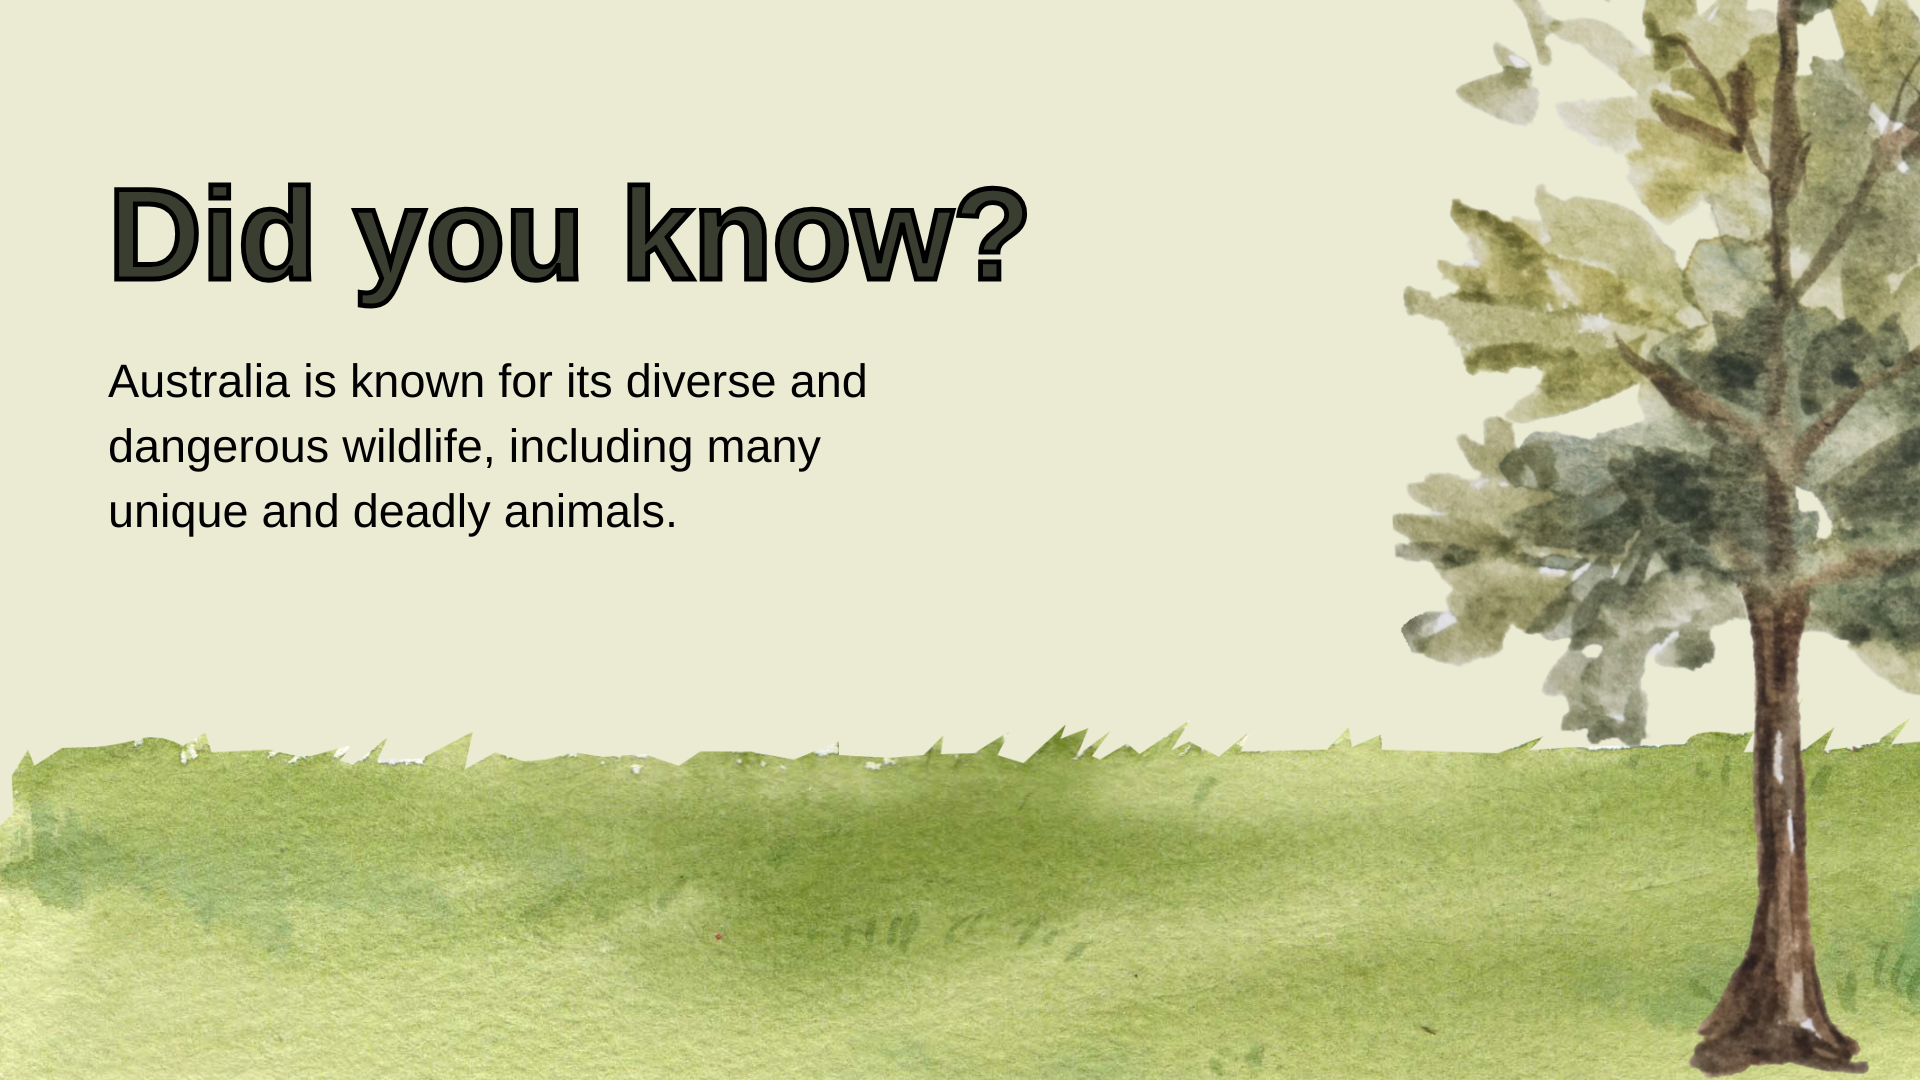 Did you know?
Australia is known for its diverse and
dangerous wildlife, including many
unique and deadly animals.